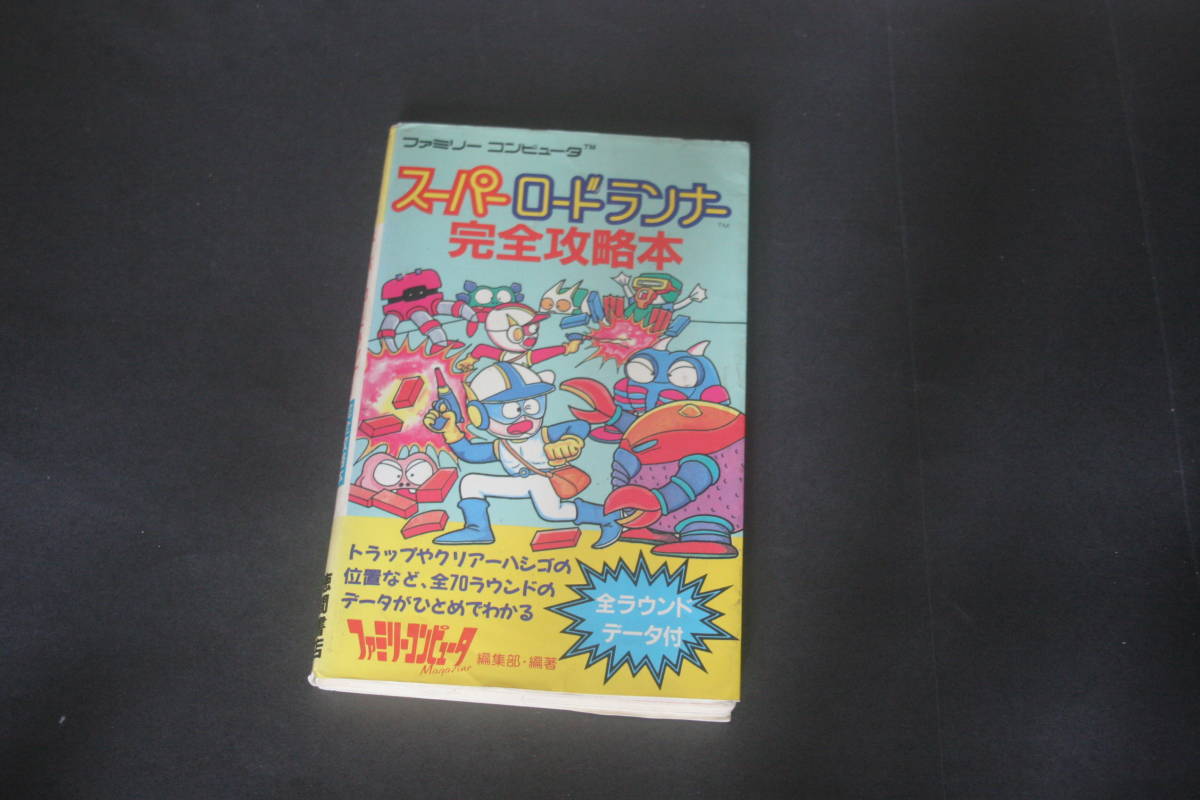 ファミリー コンピュータ™
スーパーロードランナー™
完全攻略本
トラップやクリアーハシゴの
位置など、全70ラウンドの
データがひとめでわかる
ファミリーコンピュータ
Magazine
編集部・編著
全ラウンド
データ付